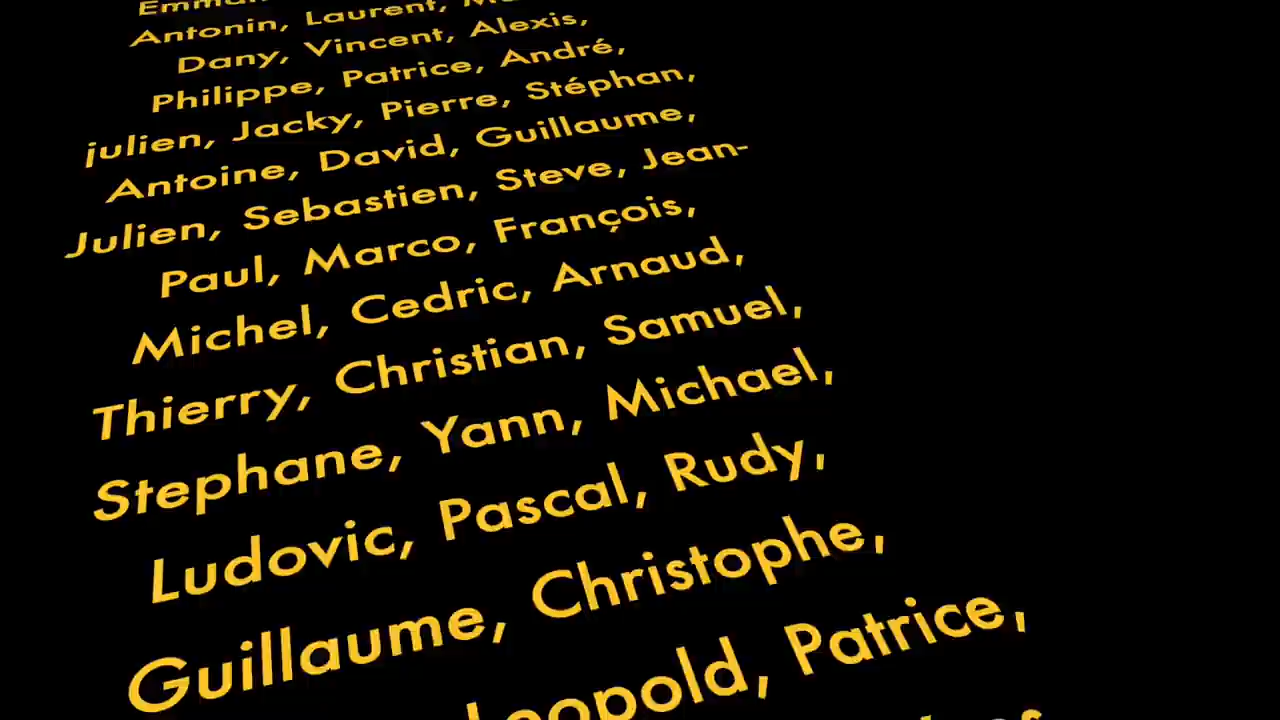 Antonin, Laurent,
Dany, Vincent, Alexis,
Philippe, Patrice, André,
julien, Jacky, Pierre, Stéphan,
Antoine, David, Guillaume,
Julien, Sebastien, Steve, Jean-
Paul, Marco, François,
Michel, Cedric, Arnaud,
Thierry, Christian, Samuel,
Stephane, Yann, Michael,
Ludovic, Pascal, Rudy,
Guillaume, Christophe,
Leopold, Patrice,